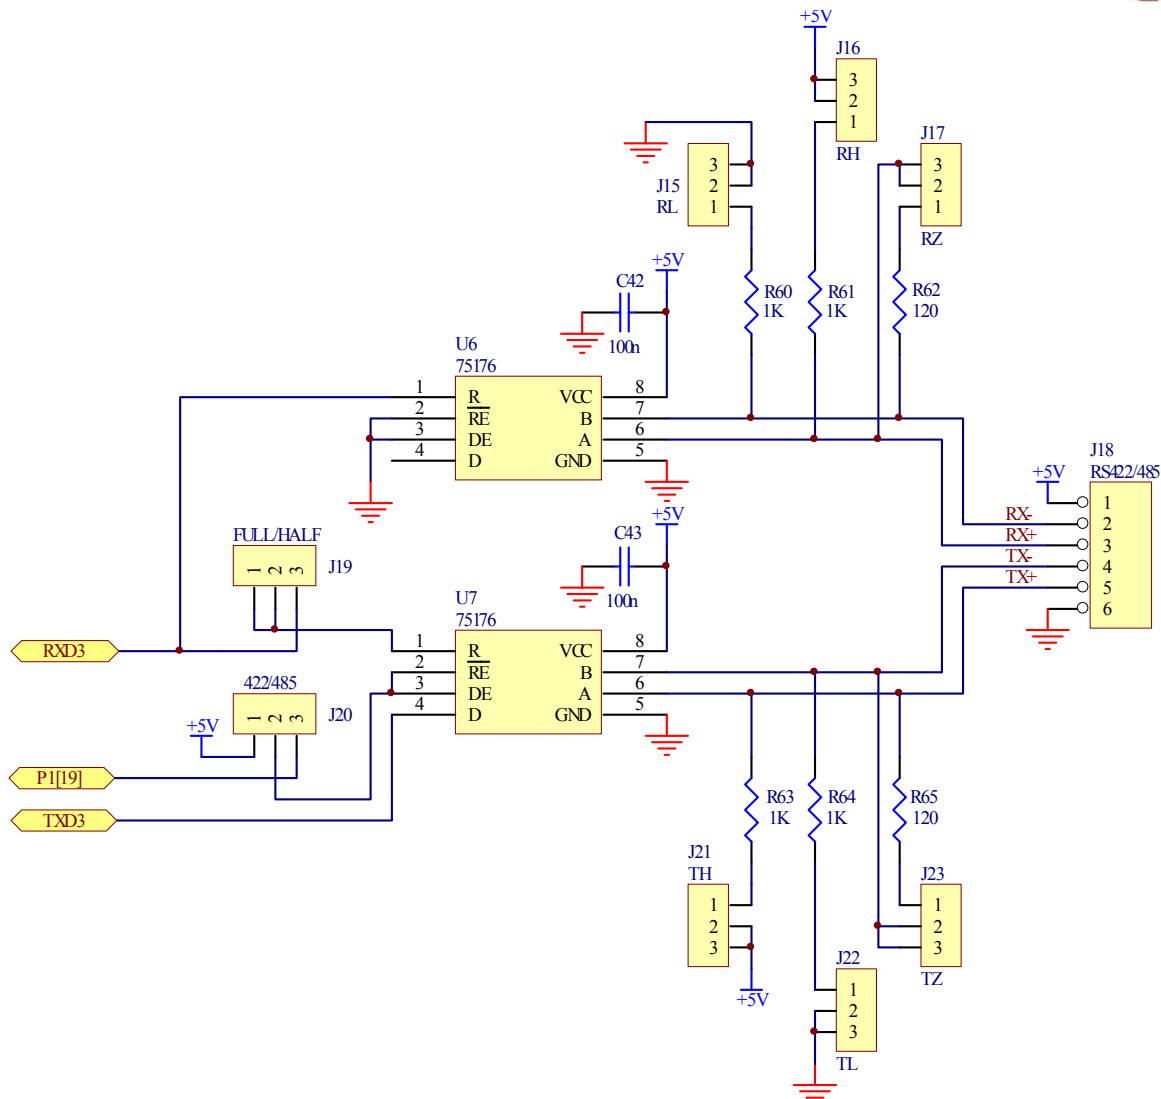 +5V
J16
3
2
1
RH
J17
3
2
1
RZ
J15
RL
3
2
1
+5V
C42
100n
R60
1K
R61
1K
R62
120
U6
75176
1 R VCC 8
2 RE B 7
3 DE A 6
4 D GND 5
J18
RS422/485
+5V
1
RX- 2
RX+ 3
TX- 4
TX+ 5
6
+5V
C43
100n
FULL/HALF
1 2 3
J19
U7
75176
1 R VCC 8
2 RE B 7
3 DE A 6
4 D GND 5
RXD3
422/485
1 2 3
J20
+5V
P1[19]
TXD3
R63
1K
R64
1K
R65
120
J21
TH
1
2
3
+5V
J23
1
2
3
TZ
J22
1
2
3
TL